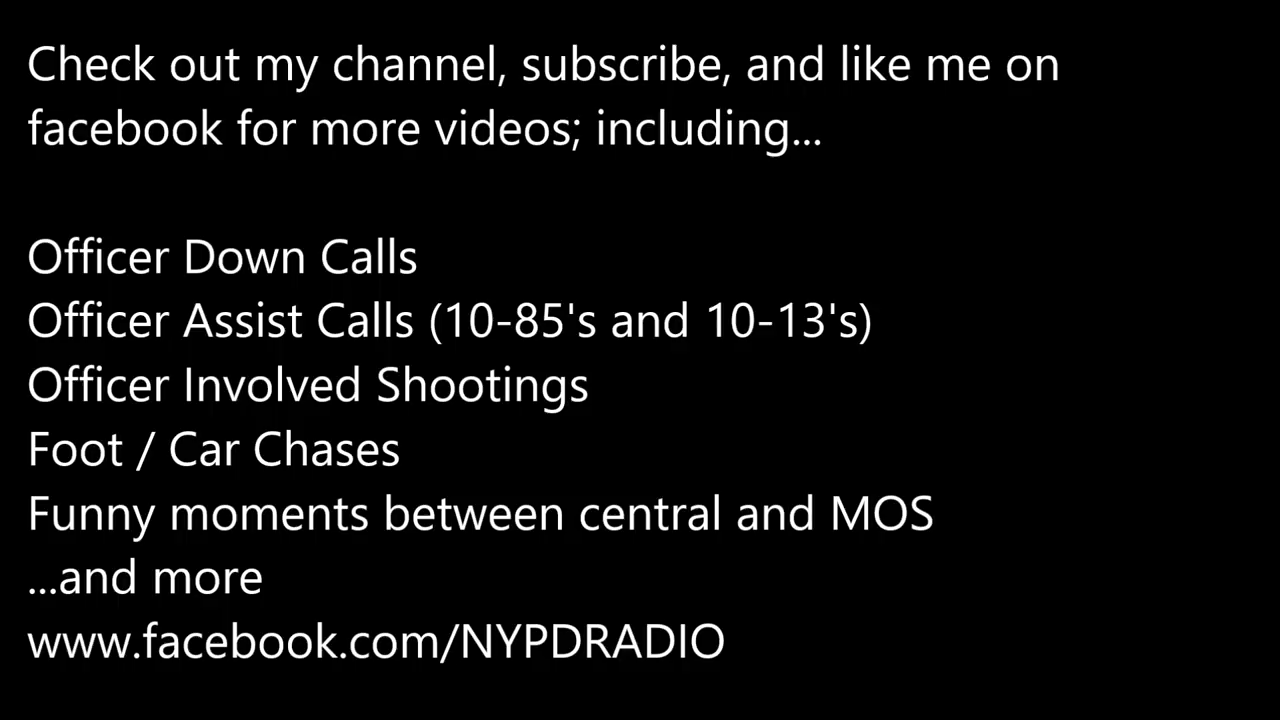 Check out my channel, subscribe, and like me on
facebook for more videos; including...
Officer Down Calls
Officer Assist Calls (10-85's and 10-13's)
Officer Involved Shootings
Foot / Car Chases
Funny moments between central and MOS
...and more
www.facebook.com/NYPDRADIO